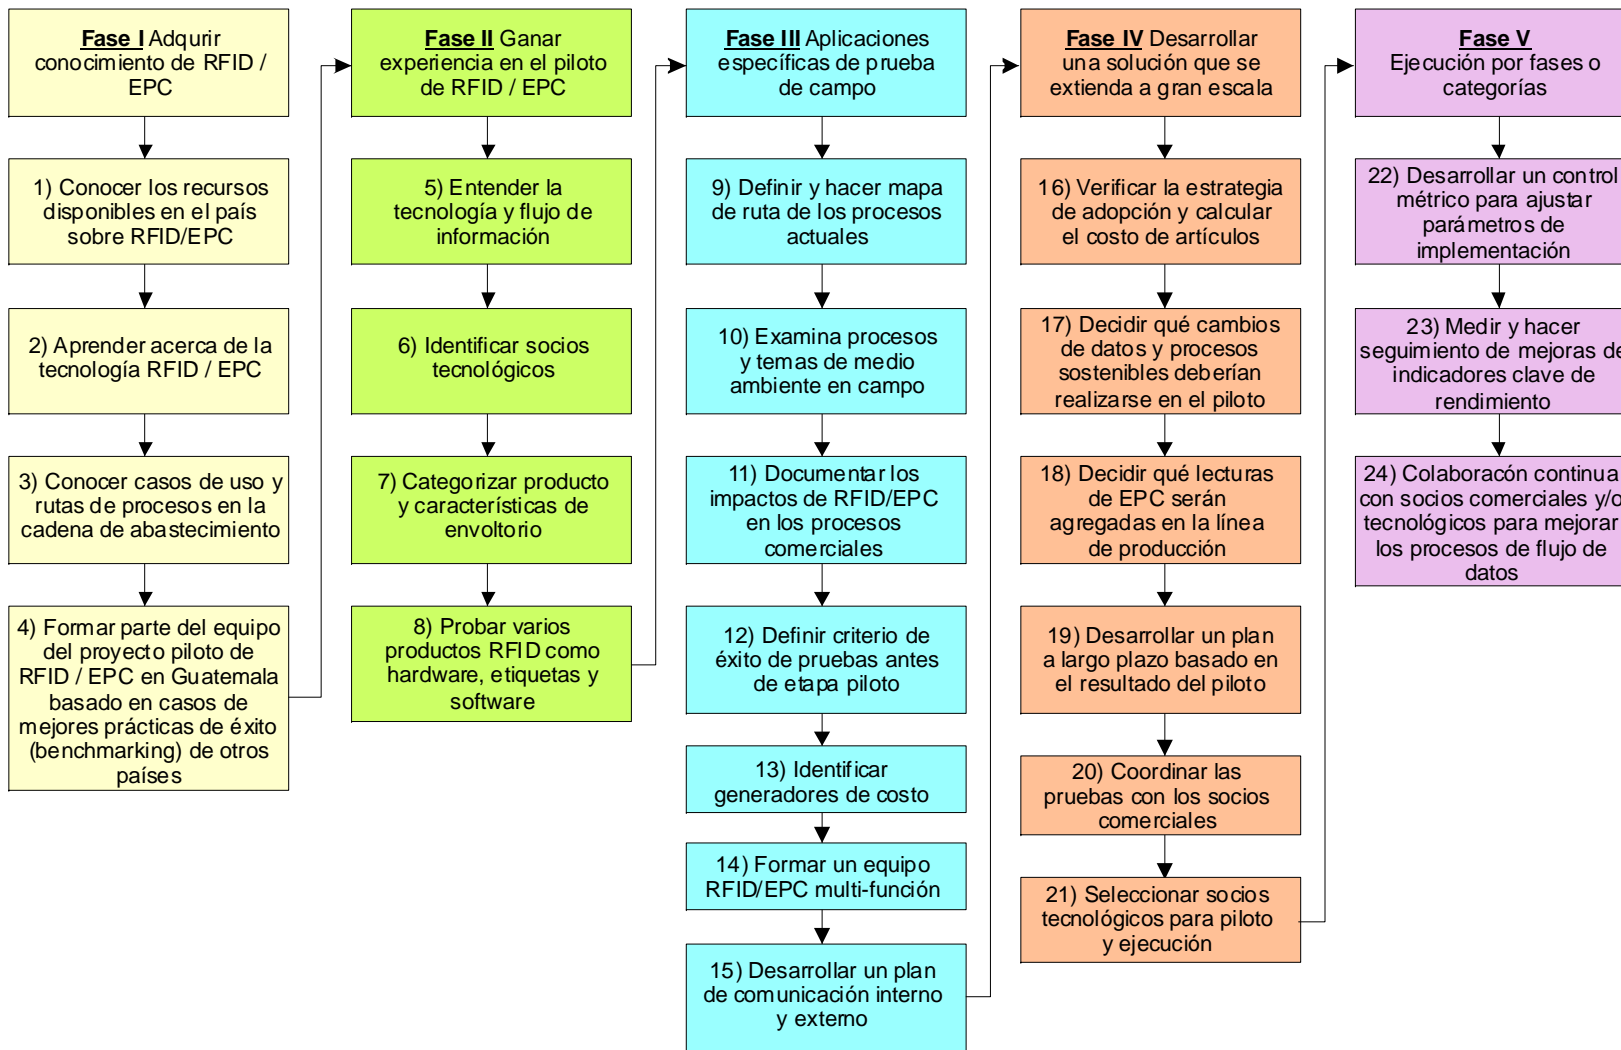 Fase I Adqurir
conocimiento de RFID /
EPC
1) Conocer los recursos
disponibles en el país
sobre RFID/EPC
2) Aprender acerca de la
tecnología RFID / EPC
3) Conocer casos de uso y
rutas de procesos en la
cadena de abastecimiento
4) Formar parte del equipo
del proyecto piloto de
RFID / EPC en Guatemala
basado en casos de
mejores prácticas de éxito
(benchmarking) de otros
países
Fase II Ganar
experiencia en el piloto
de RFID / EPC
5) Entender la
tecnología y flujo de
información
6) Identificar socios
tecnológicos
7) Categorizar producto
y características de
envoltorio
8) Probar varios
productos RFID como
hardware, etiquetas y
software
Fase III Aplicaciones
específicas de prueba
de campo
9) Definir y hacer mapa
de ruta de los procesos
actuales
10) Examina procesos
y temas de medio
ambiente en campo
11) Documentar los
impactos de RFID/EPC
en los procesos
comerciales
12) Definir criterio de
éxito de pruebas antes
de etapa piloto
13) Identificar
generadores de costo
14) Formar un equipo
RFID/EPC multi-función
15) Desarrollar un plan
de comunicación interno
y externo
Fase IV Desarrollar
una solución que se
extienda a gran escala
16) Verificar la estrategia
de adopción y calcular
el costo de artículos
17) Decidir qué cambios
de datos y procesos
sostenibles deberían
realizarse en el piloto
18) Decidir qué lecturas
de EPC serán
agregadas en la línea
de producción
19) Desarrollar un plan
a largo plazo basado en
el resultado del piloto
20) Coordinar las
pruebas con los socios
comerciales
21) Seleccionar socios
tecnológicos para piloto
y ejecución
Fase V
Ejecución por fases o
categorías
22) Desarrollar un control
métrico para ajustar
parámetros de
implementación
23) Medir y hacer
seguimiento de mejoras de
indicadores clave de
rendimiento
24) Colaboracón continua
con socios comerciales y/o
tecnológicos para mejorar
los procesos de flujo de
datos